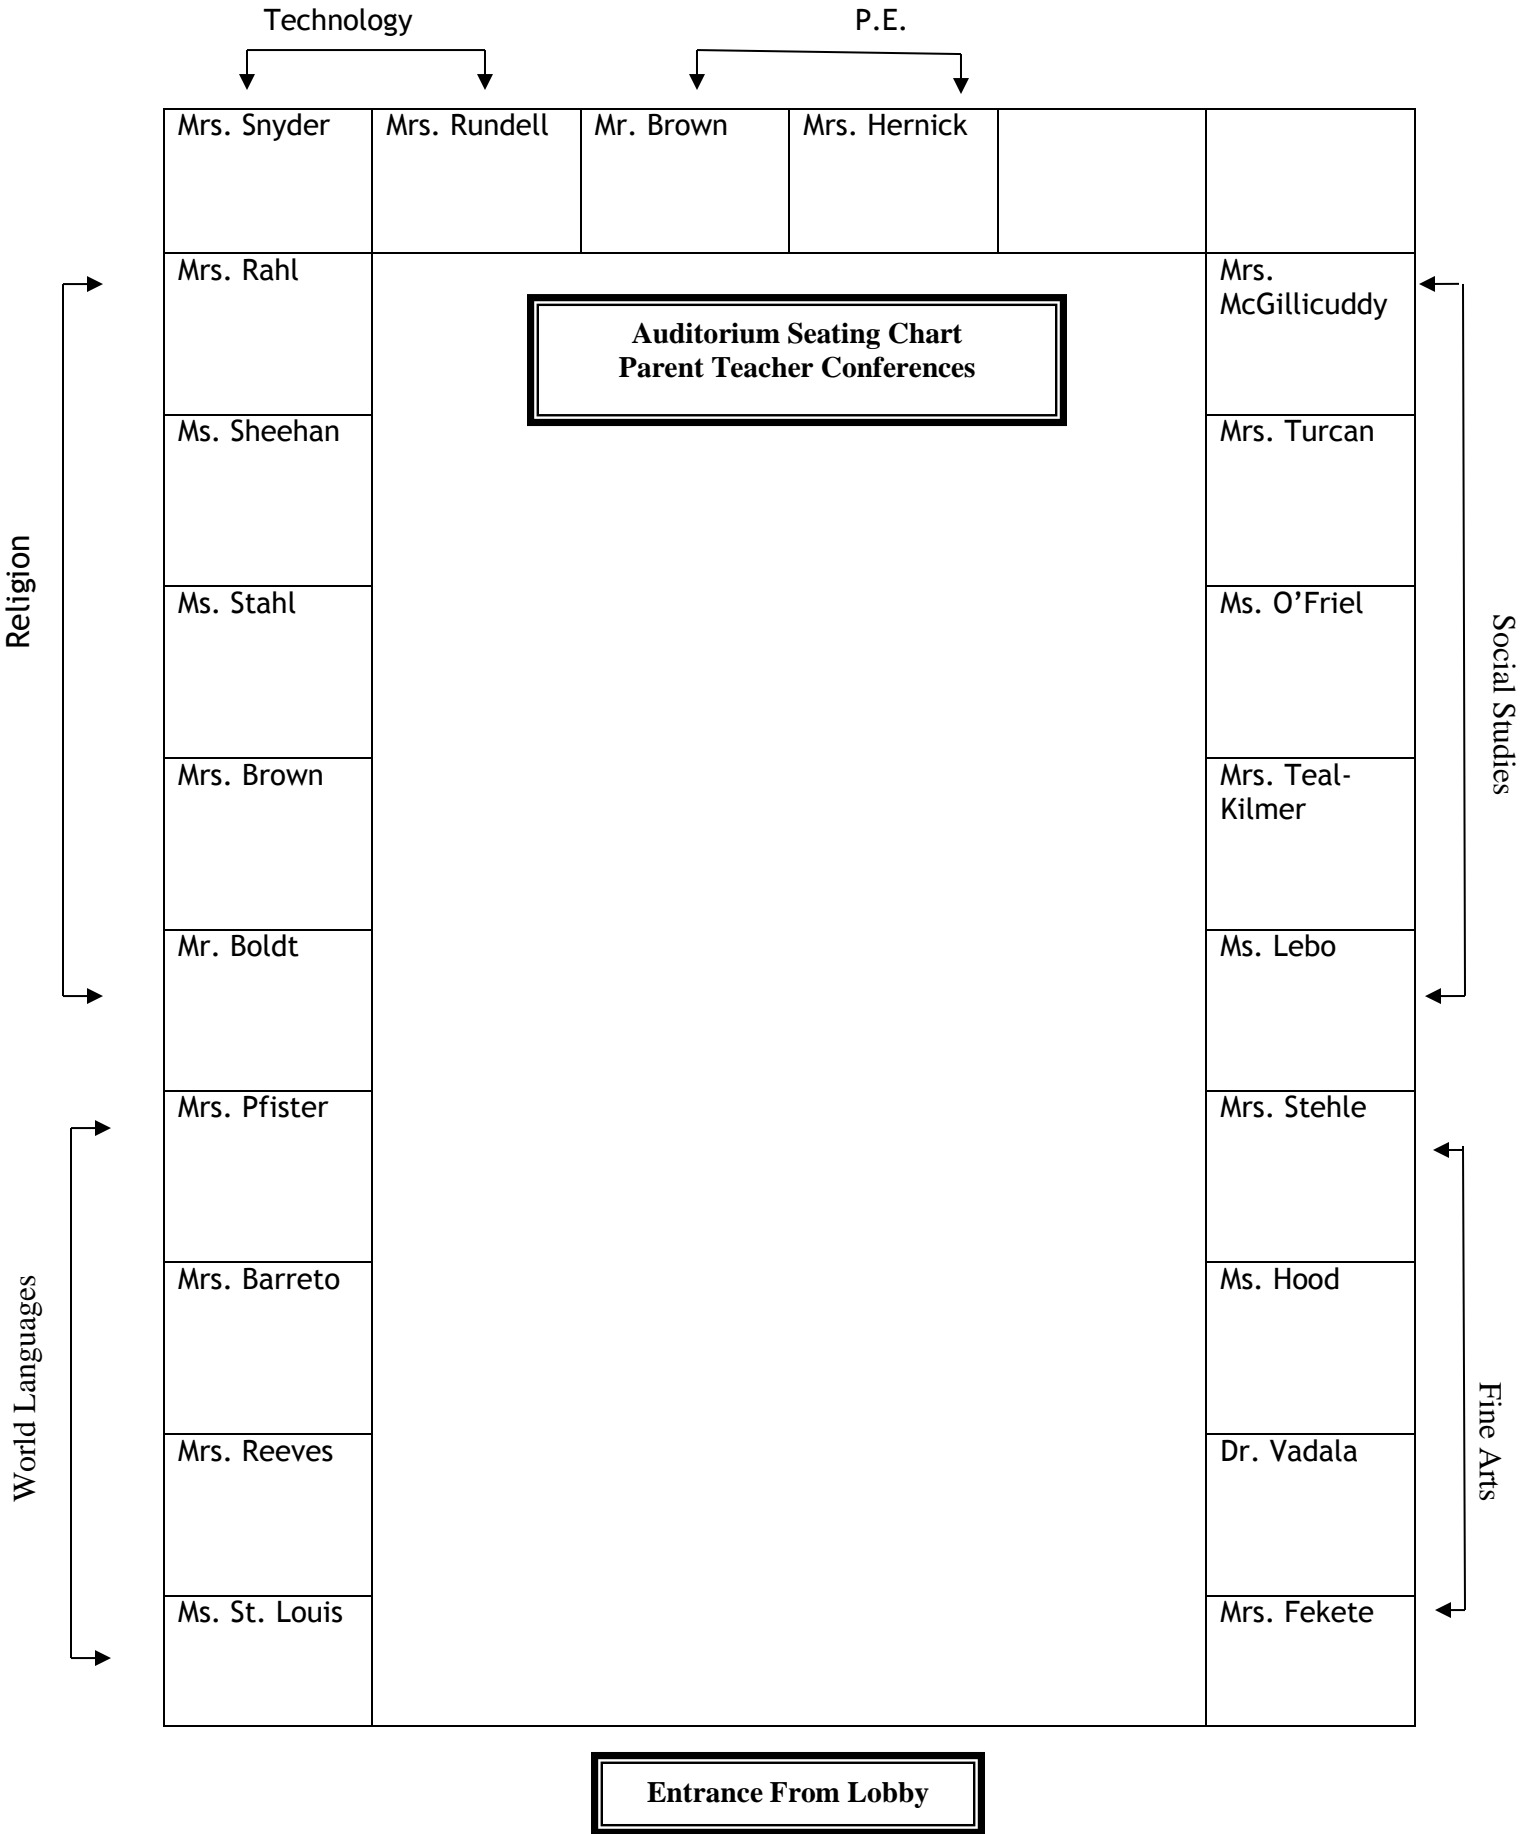 Technology
P.E.
Mrs. Snyder
Mrs. Rundell
Mr. Brown
Mrs. Hernick
Mrs. Rahl
Auditorium Seating Chart
Parent Teacher Conferences
Mrs.
McGillicuddy
Ms. Sheehan
Mrs. Turcan
Religion
Ms. Stahl
Ms. O’Friel
Social Studies
Mrs. Brown
Mrs. Teal-
Kilmer
Mr. Boldt
Ms. Lebo
Mrs. Pfister
Mrs. Stehle
World Languages
Mrs. Barreto
Ms. Hood
Fine Arts
Mrs. Reeves
Dr. Vadala
Ms. St. Louis
Mrs. Fekete
Entrance From Lobby